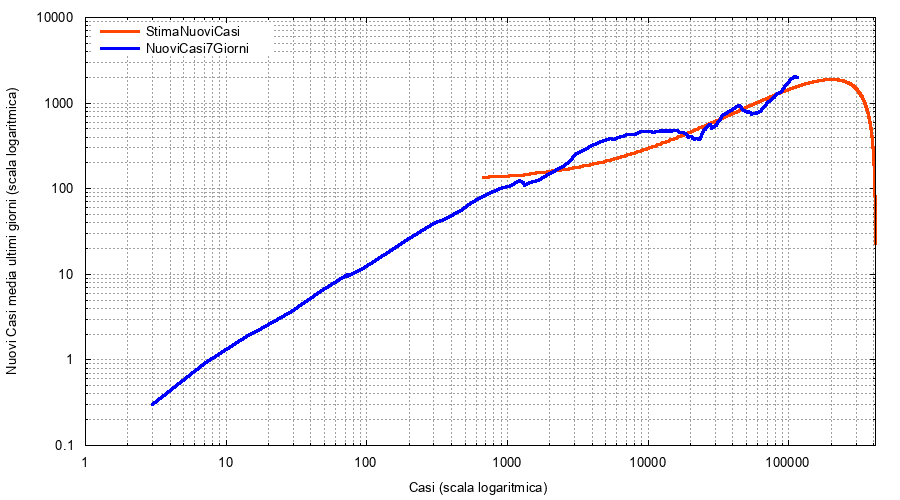 10000
1000
100
10
1
0.1
StimaNuoviCasi
NuoviCasi7Giorni
Nuovi Casi media ultimi giorni (scala logaritmica)
1 10 100 1000 10000 100000
Casi (scala logaritmica)